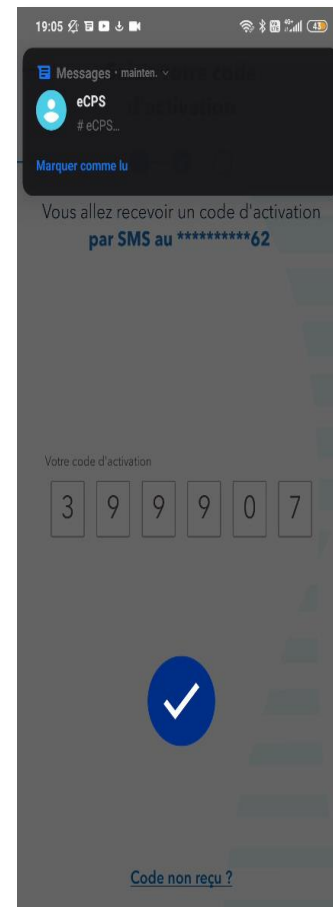 19:05
Messages • mainten.
eCPS
# eCPS...
Marquer comme lu
Vous allez recevoir un code d'activation
par SMS au **********62
Votre code d'activation
3 9 9 9 0 7
Code non reçu ?